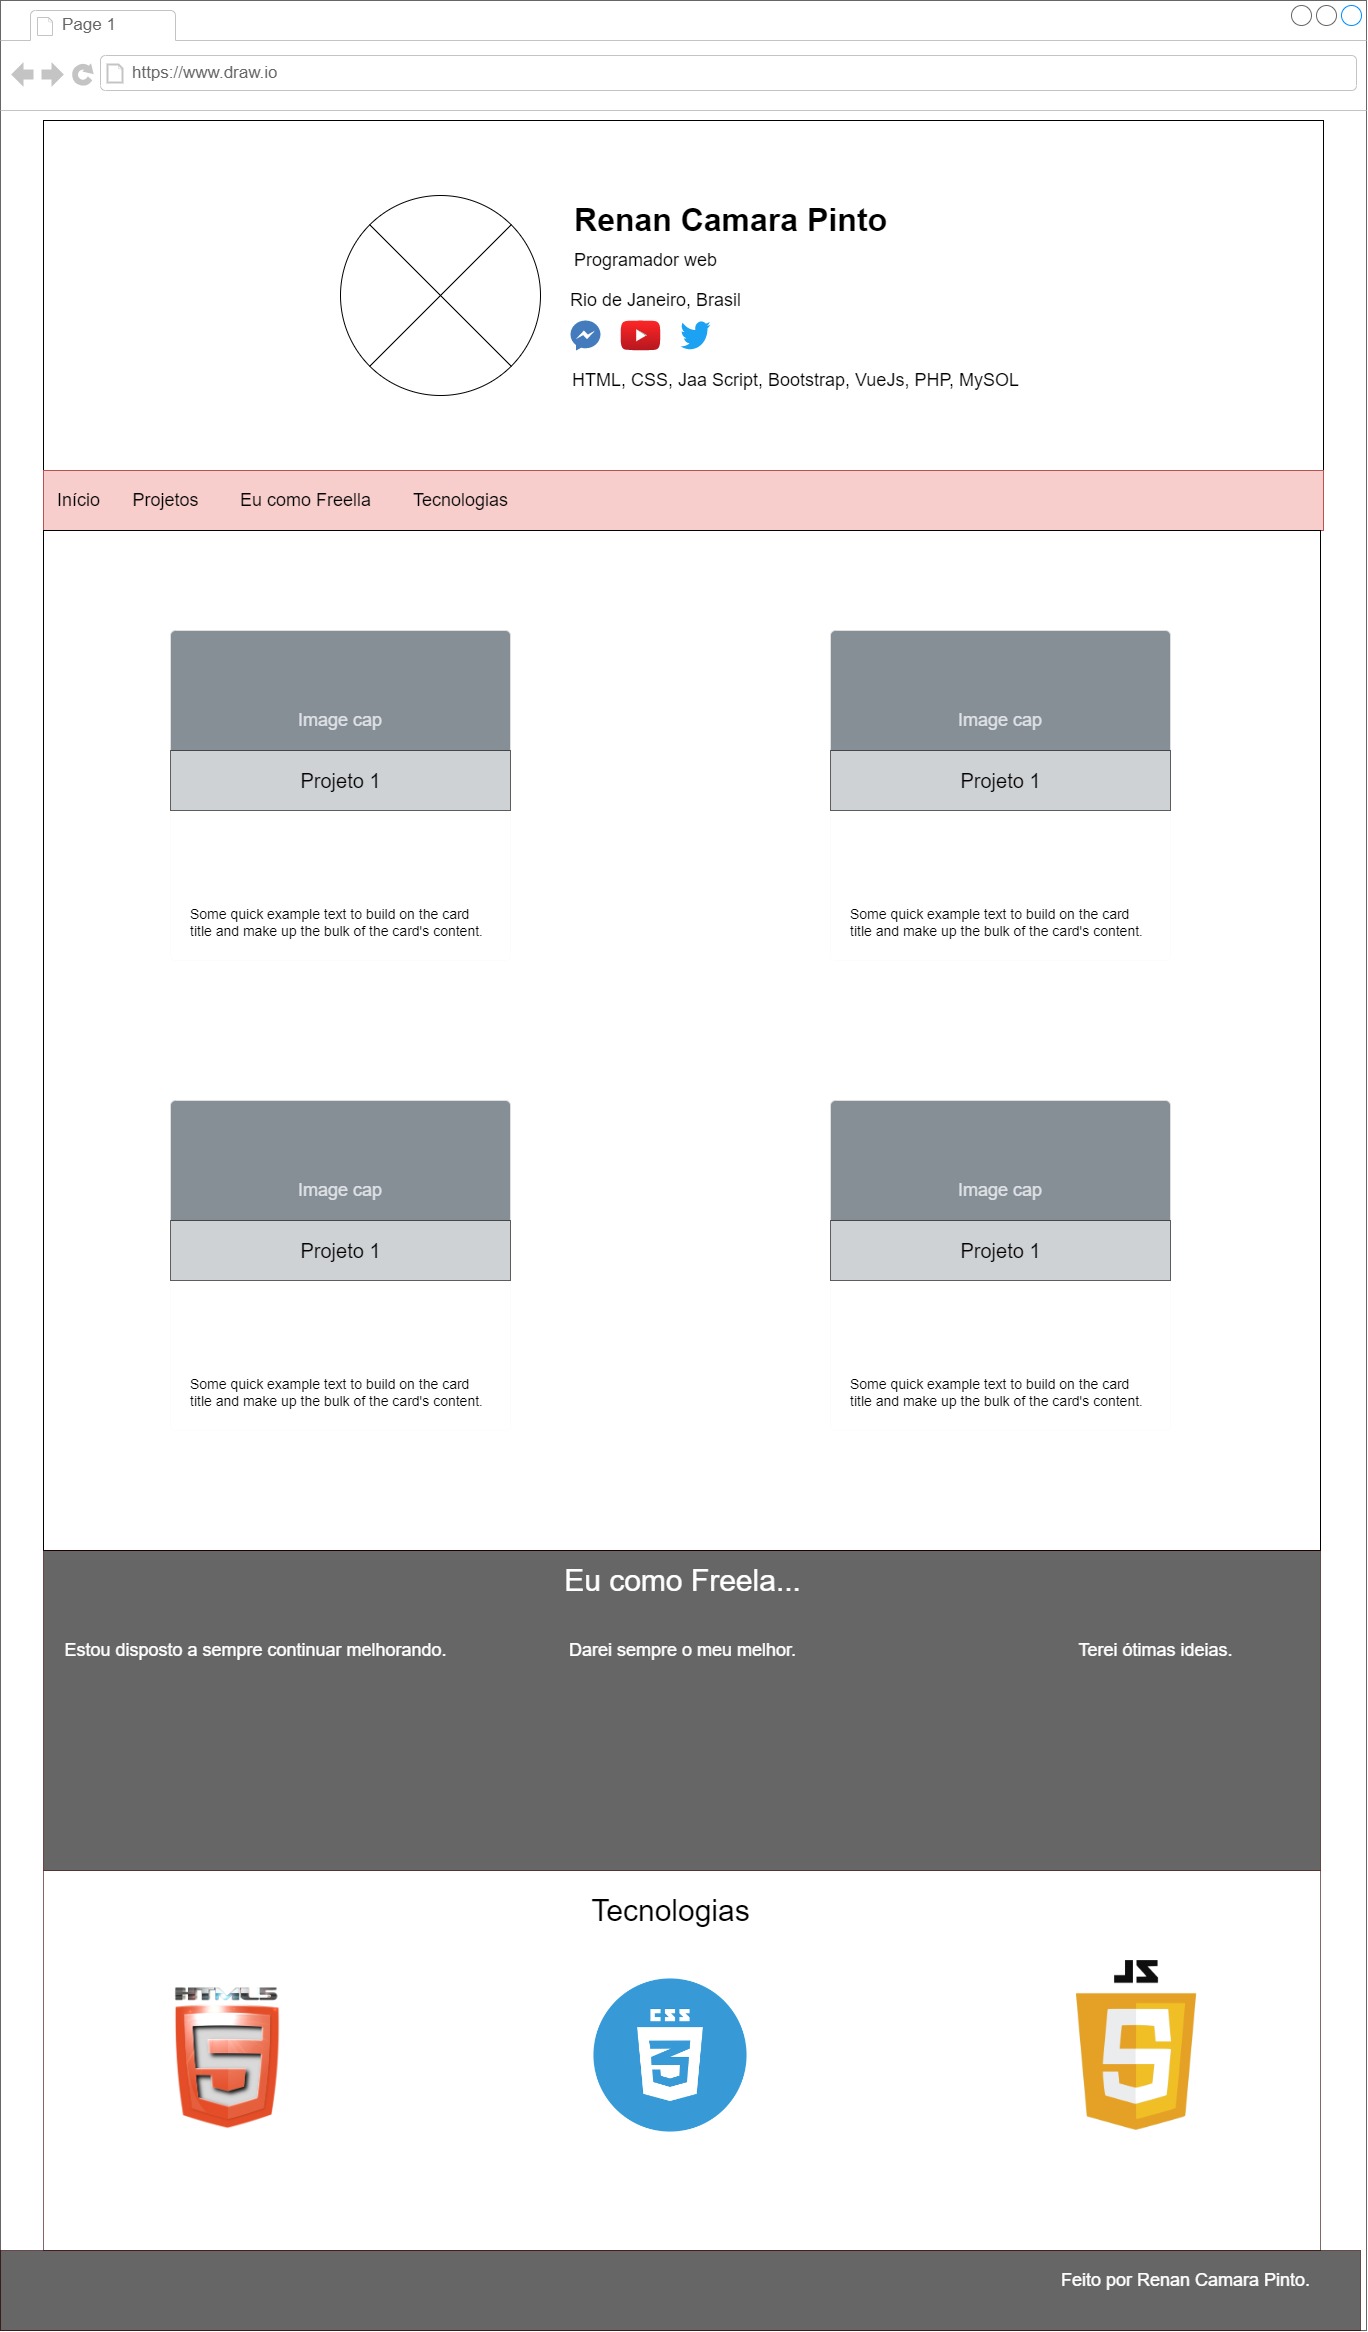 Page 1
https://www.draw.io
Renan Camara Pinto
Programador web
Rio de Janeiro, Brasil
HTML, CSS, Jaa Script, Bootstrap, VueJs, PHP, MySOL
Início Projetos Eu como Freella Tecnologias
Image cap
Projeto 1
Some quick example text to build on the card
title and make up the bulk of the card's content.
Image cap
Projeto 1
Some quick example text to build on the card
title and make up the bulk of the card's content.
Image cap
Projeto 1
Some quick example text to build on the card
title and make up the bulk of the card's content.
Image cap
Projeto 1
Some quick example text to build on the card
title and make up the bulk of the card's content.
Eu como Freela...
Estou disposto a sempre continuar melhorando.
Darei sempre o meu melhor.
Terei ótimas ideias.
Tecnologias
HTML5
5
CSS
3
JS
5
Feito por Renan Camara Pinto.